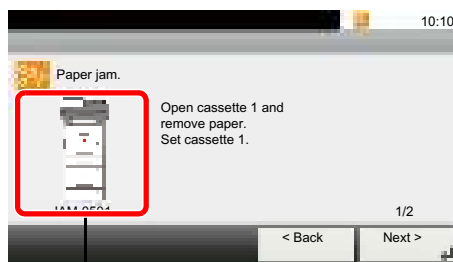 10:10
Paper jam.
Open cassette 1 and
remove paper.
Set cassette 1.
1/2
< Back
Next >